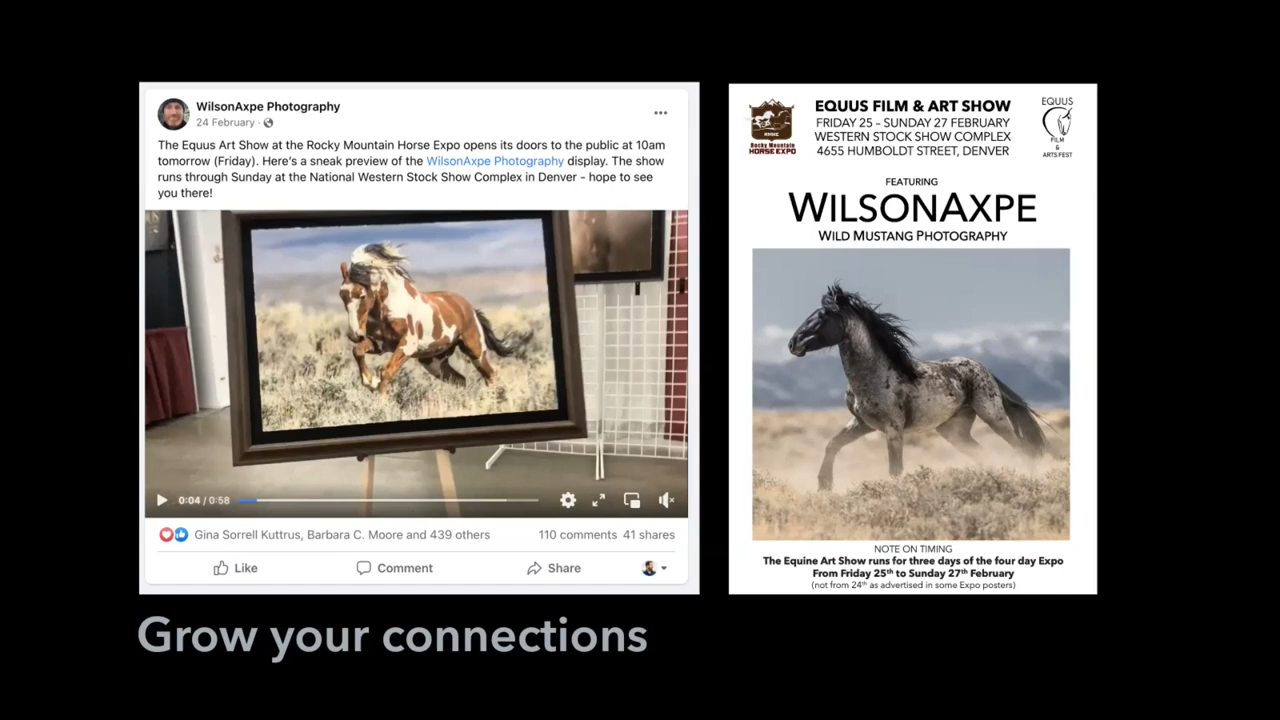 WilsonAxpe Photography
24 February ·
The Equus Art Show at the Rocky Mountain Horse Expo opens its doors to the public at 10am
tomorrow (Friday). Here's a sneak preview of the WilsonAxpe Photography display. The show
runs through Sunday at the National Western Stock Show Complex in Denver - hope to see
you there!
0:04 / 0:58
Gina Sorrell Kuttrus, Barbara C. Moore and 439 others 110 comments 41 shares
Like Comment Share
EQUUS FILM & ART SHOW
FRIDAY 25 - SUNDAY 27 FEBRUARY
WESTERN STOCK SHOW COMPLEX
4655 HUMBOLDT STREET, DENVER
RMHE
Rocky Mountain
HORSE EXPO
EQUUS
FILM
&
ARTS FEST
FEATURING
WILSONAXPE
WILD MUSTANG PHOTOGRAPHY
NOTE ON TIMING
The Equine Art Show runs for three days of the four day Expo
From Friday 25th to Sunday 27th February
(not from 24th as advertised in some Expo posters)
Grow your connections